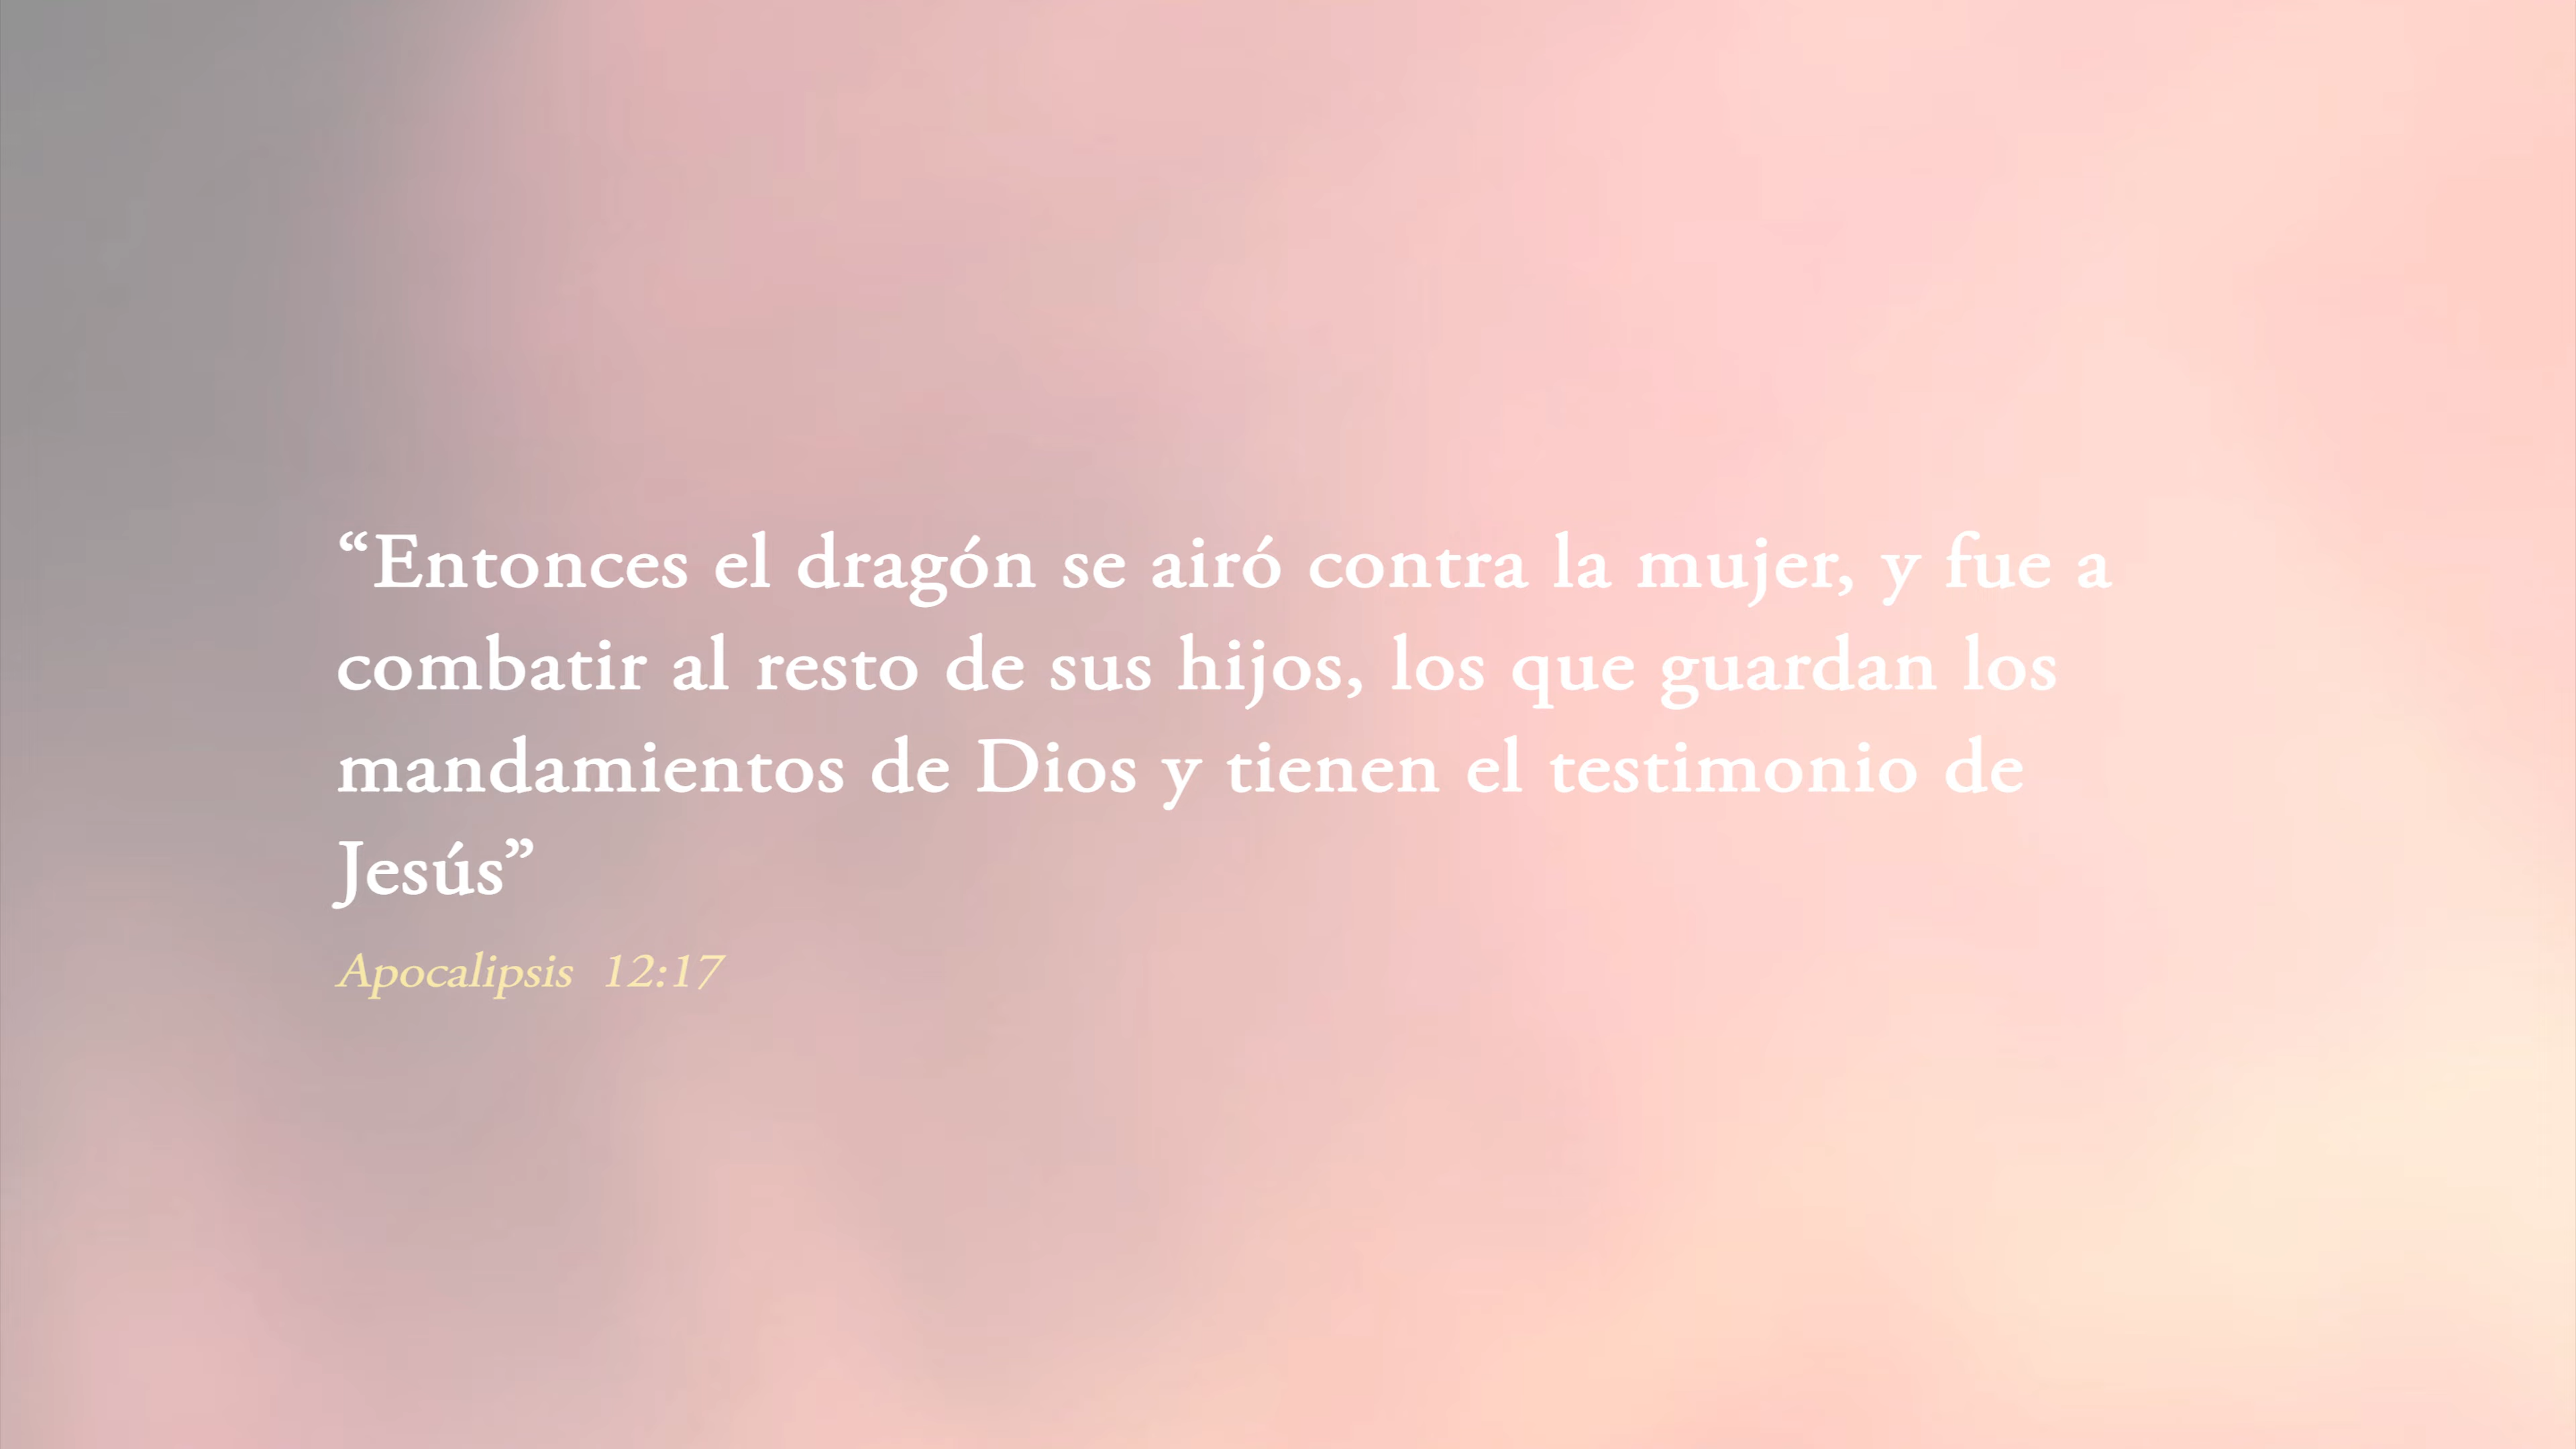 “Entonces el dragón se airó contra la mujer, y fue a
combatir al resto de sus hijos, los que guardan los
mandamientos de Dios y tienen el testimonio de
Jesús”
Apocalipsis 12:17